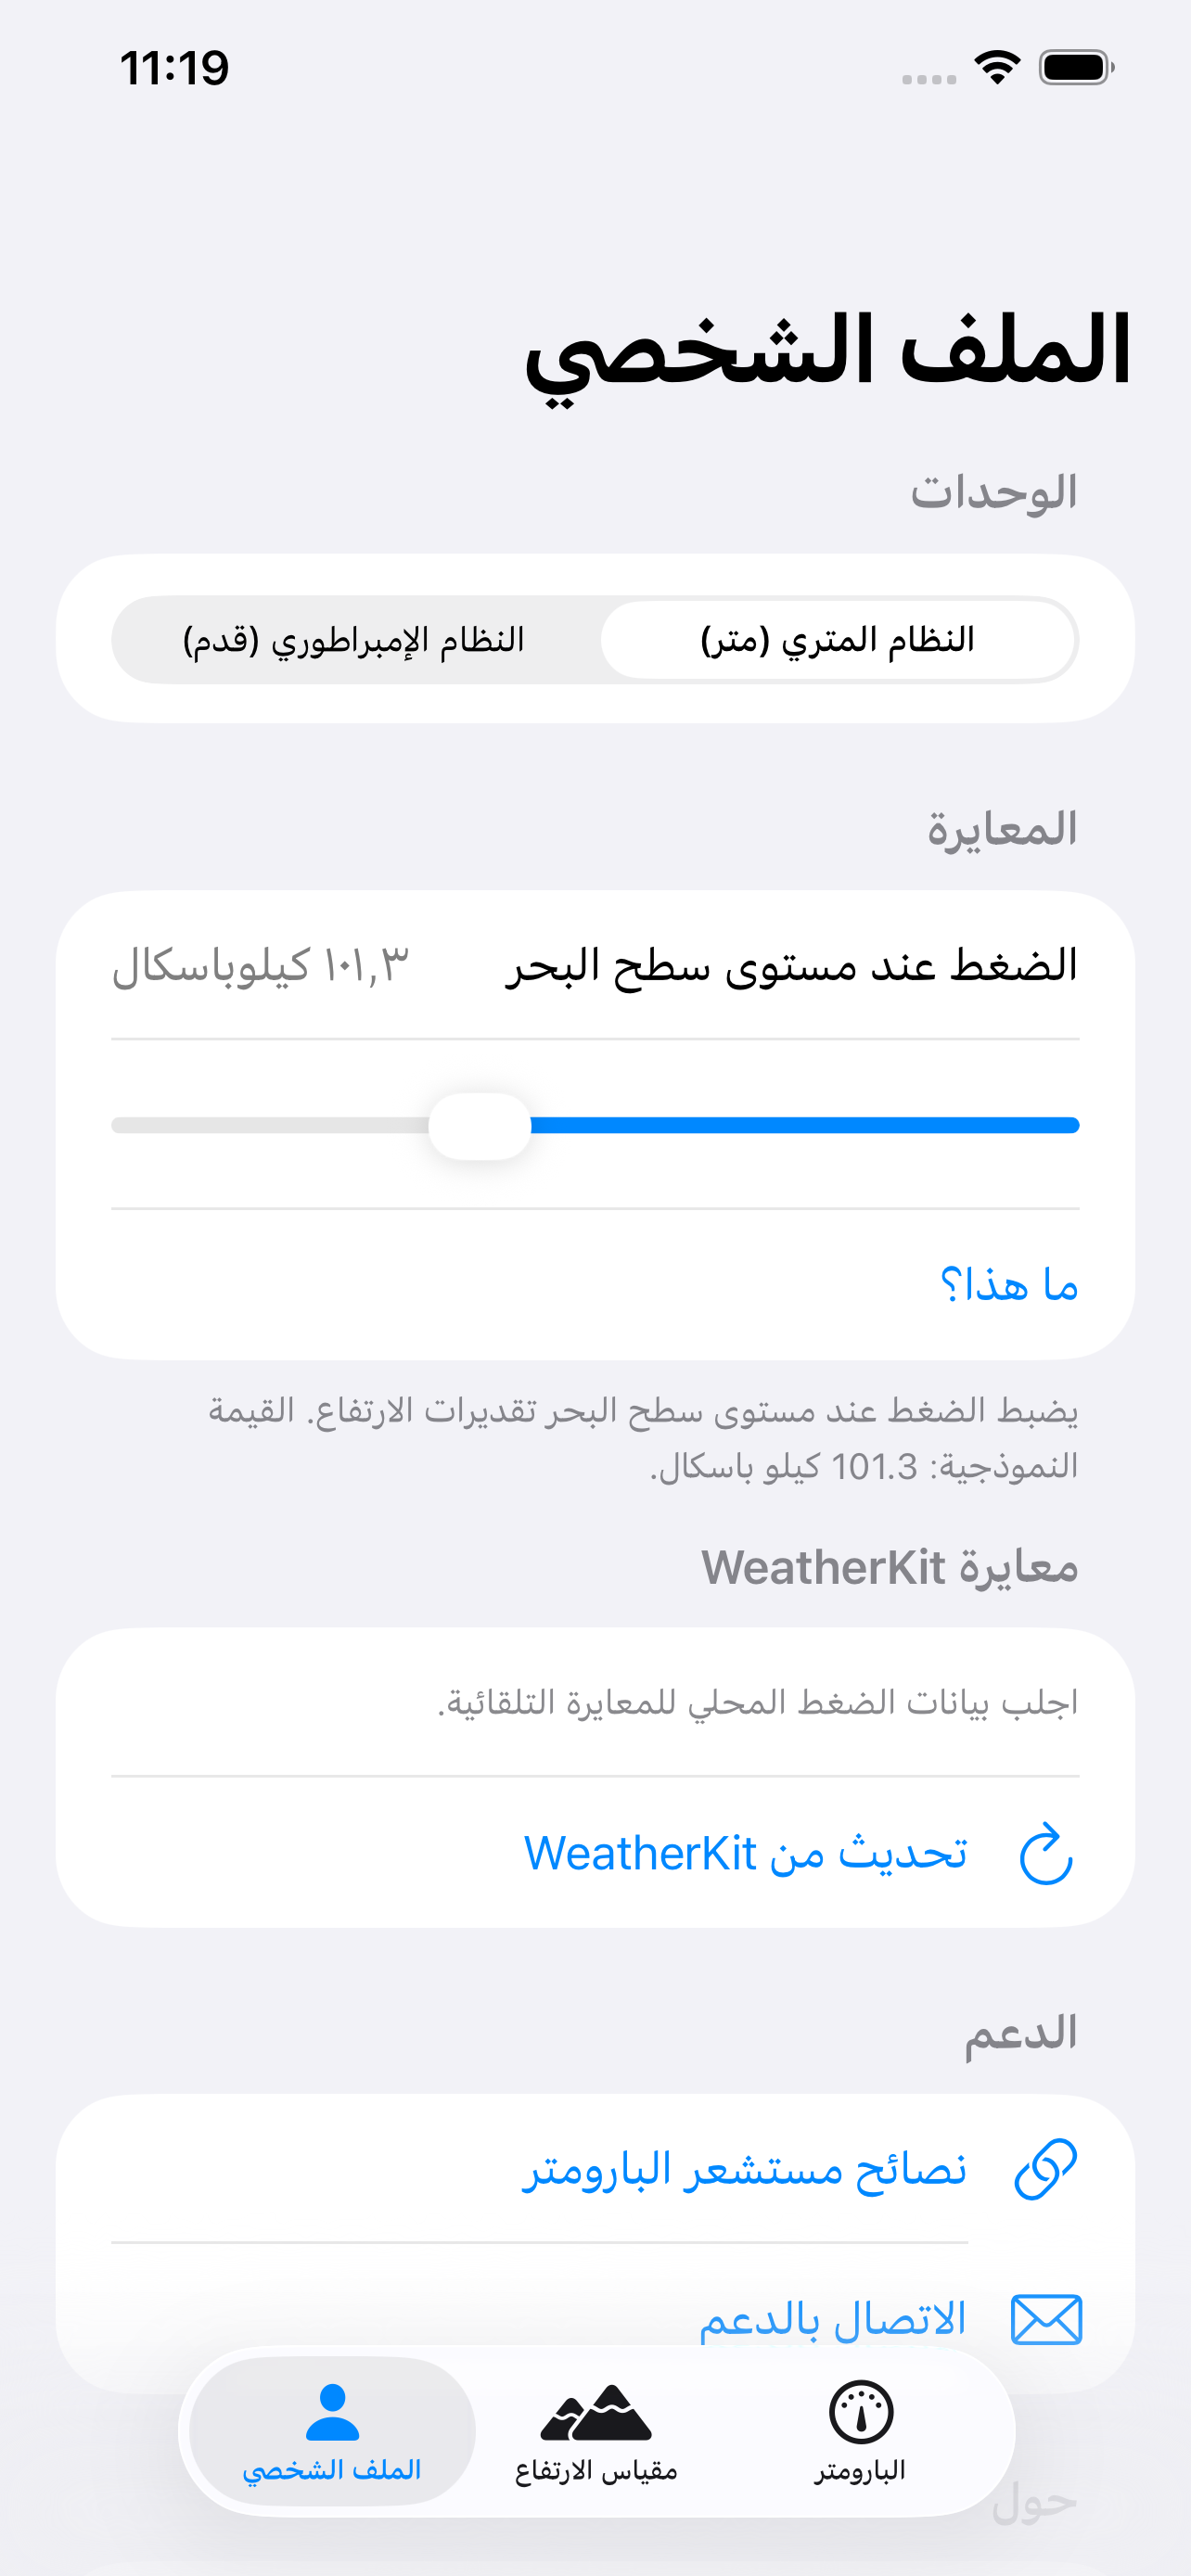 11:19
الملف الشخصي
الوحدات
النظام المتري (متر)
النظام الإمبراطوري (قدم)
المعايرة
الضغط عند مستوى سطح البحر
١٠١,٣ كيلوباسكال
ما هذا؟
يضبط الضغط عند مستوى سطح البحر تقديرات الارتفاع. القيمة
النموذجية: 101.3 كيلو باسكال.
معايرة WeatherKit
اجلب بيانات الضغط المحلي للمعايرة التلقائية.
تحديث من WeatherKit
الدعم
نصائح مستشعر البارومتر
الاتصال بالدعم
حول
البارومتر
مقياس الارتفاع
الملف الشخصي